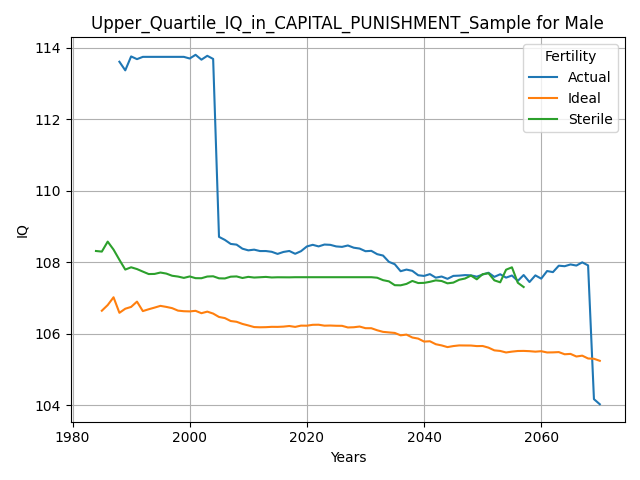 Upper_Quartile_IQ_in_CAPITAL_PUNISHMENT_Sample for Male
114
112
110
108
106
104
IQ
1980
2000
2020
2040
2060
Years
Fertility
Actual
Ideal
Sterile